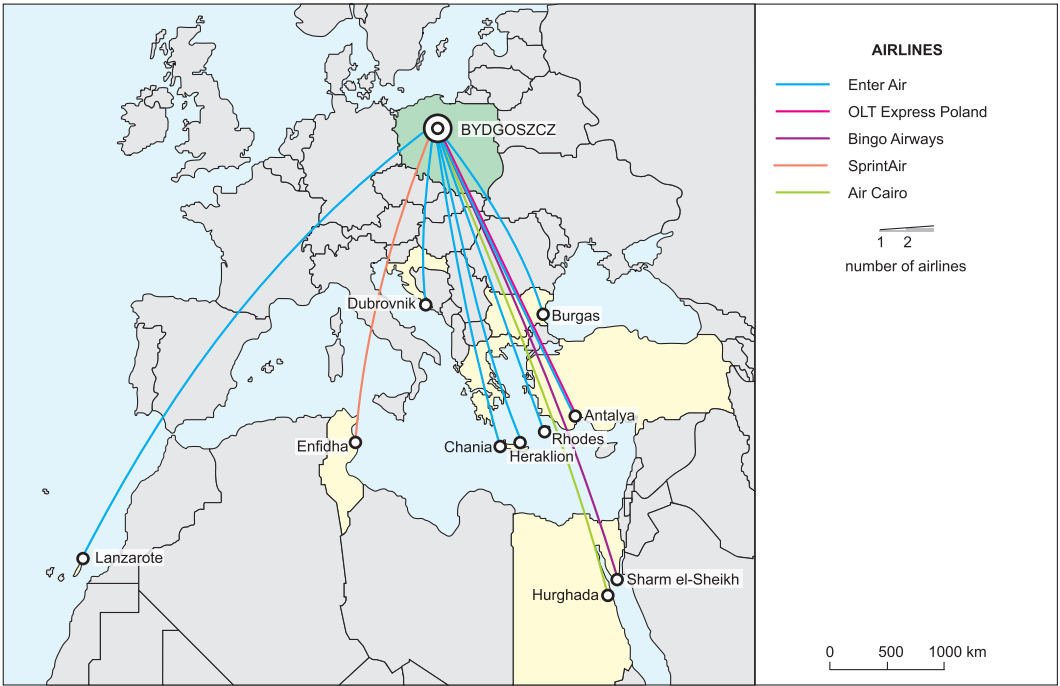 BYDGOSZCZ
Dubrovnik
Burgas
Antalya
Enfidha
Chania
Rhodes
Heraklion
Lanzarote
Sharm el-Sheikh
Hurghada
AIRLINES
Enter Air
OLT Express Poland
Bingo Airways
SprintAir
Air Cairo
1 2
number of airlines
0 500 1000 km